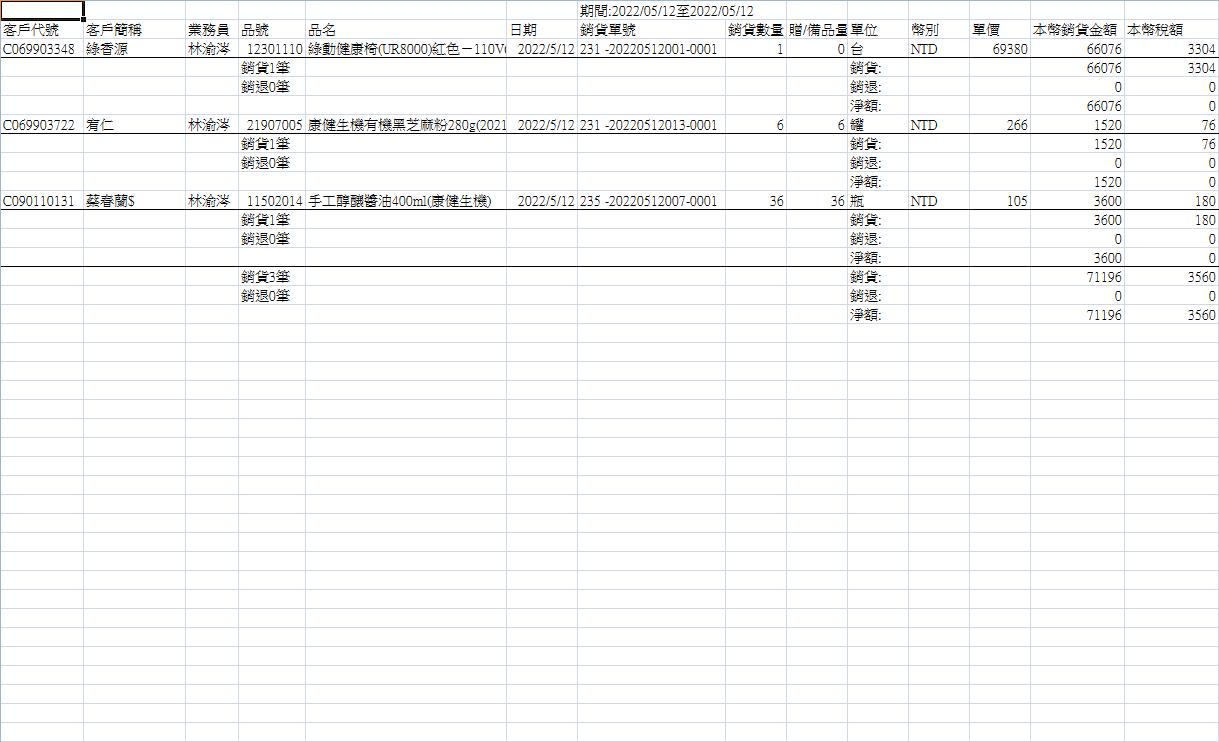 期間:2022/05/12至2022/05/12
客戶代號 客戶簡稱 業務員 品號 品名 日期 銷貨單號 銷貨數量 贈/備品量 單位 幣別 單價 本幣銷貨金額 本幣稅額
C069903348 綠香源 林渝涔 12301110 綠動健康椅(UR8000)紅色－110V( 2022/5/12 231 -20220512001-0001 1 0 台 NTD 69380 66076 3304
銷貨1筆 銷貨: 66076 3304
銷退0筆 銷退: 0 0
淨額: 66076 0
C069903722 宥仁 林渝涔 21907005 康健生機有機黑芝麻粉280g(2021 2022/5/12 231 -20220512013-0001 6 6 罐 NTD 266 1520 76
銷貨1筆 銷貨: 1520 76
銷退0筆 銷退: 0 0
淨額: 1520 0
C090110131 蔡春蘭$ 林渝涔 11502014 手工醇釀醬油400ml(康健生機) 2022/5/12 235 -20220512007-0001 36 36 瓶 NTD 105 3600 180
銷貨1筆 銷貨: 3600 180
銷退0筆 銷退: 0 0
淨額: 3600 0
銷貨3筆 銷貨: 71196 3560
銷退0筆 銷退: 0 0
淨額: 71196 3560